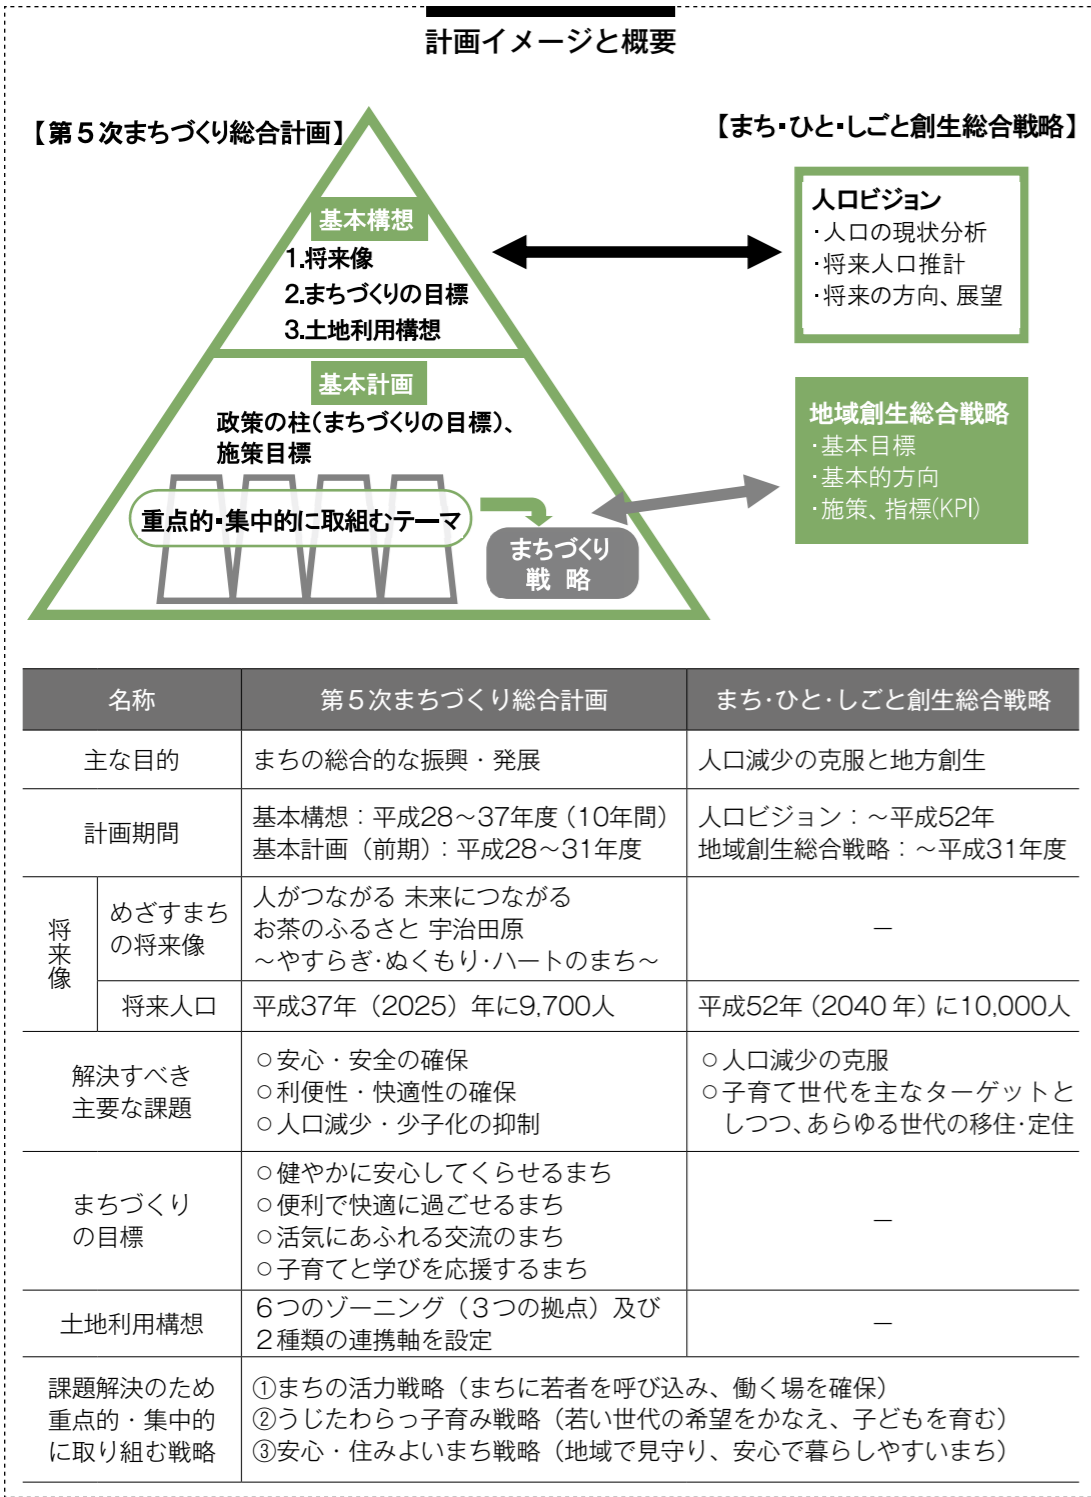 計画イメージと概要
【第5次まちづくり総合計画】
【まち・ひと・しごと創生総合戦略】
基本構想
1.将来像
2.まちづくりの目標
3.土地利用構想
基本計画
政策の柱(まちづくりの目標)、
施策目標
重点的・集中的に取組むテーマ
まちづくり
戦 略
人口ビジョン
・人口の現状分析
・将来人口推計
・将来の方向、展望
地域創生総合戦略
・基本目標
・基本的方向
・施策、指標(KPI)
名称 第5次まちづくり総合計画 まち・ひと・しごと創生総合戦略
主な目的 まちの総合的な振興・発展 人口減少の克服と地方創生
計画期間
基本構想：平成28～37年度（10年間）
基本計画（前期）：平成28～31年度
人口ビジョン：～平成52年
地域創生総合戦略：～平成31年度
将来像
めざすまち
の将来像
人がつながる 未来につながる
お茶のふるさと 宇治田原
～やすらぎ・ぬくもり・ハートのまち～
－
将来人口 平成37年（2025）年に9,700人 平成52年（2040 年）に10,000人
解決すべき
主要な課題
○安心・安全の確保
○利便性・快適性の確保
○人口減少・少子化の抑制
○人口減少の克服
○子育て世代を主なターゲットと
しつつ、あらゆる世代の移住・定住
まちづくり
の目標
○健やかに安心してくらせるまち
○便利で快適に過ごせるまち
○活気にあふれる交流のまち
○子育てと学びを応援するまち
－
土地利用構想
6つのゾーニング（3つの拠点）及び
2種類の連携軸を設定
－
課題解決のため
重点的・集中的
に取り組む戦略
①まちの活力戦略（まちに若者を呼び込み、働く場を確保）
②うじたわらっ子育み戦略（若い世代の希望をかなえ、子どもを育む）
③安心・住みよいまち戦略（地域で見守り、安心で暮らしやすいまち）